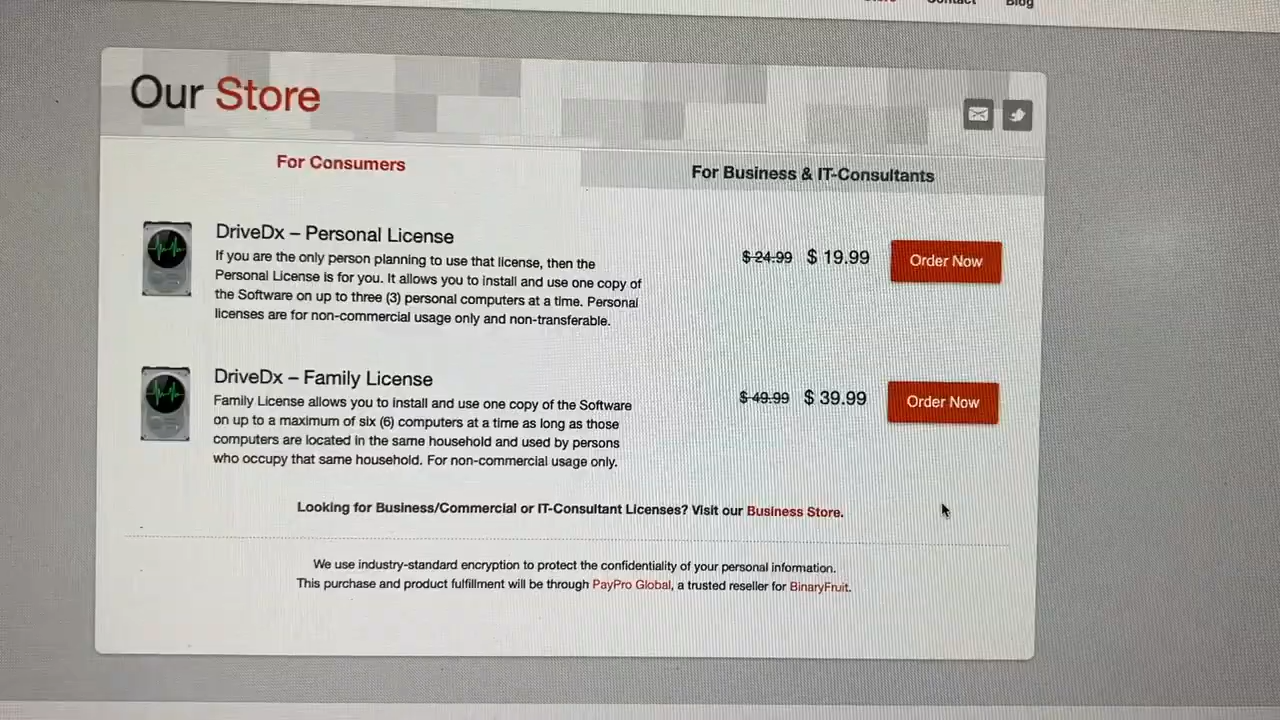 Contact Blog
Our Store
For Consumers
For Business & IT-Consultants
DriveDx – Personal License
If you are the only person planning to use that license, then the
Personal License is for you. It allows you to install and use one copy of
the Software on up to three (3) personal computers at a time. Personal
licenses are for non-commercial usage only and non-transferable.
$ 24.99 $ 19.99 Order Now
DriveDx – Family License
Family License allows you to install and use one copy of the Software
on up to a maximum of six (6) computers at a time as long as those
computers are located in the same household and used by persons
who occupy that same household. For non-commercial usage only.
$ 49.99 $ 39.99 Order Now
Looking for Business/Commercial or IT-Consultant Licenses? Visit our Business Store.
We use industry-standard encryption to protect the confidentiality of your personal information.
This purchase and product fulfillment will be through PayPro Global, a trusted reseller for BinaryFruit.